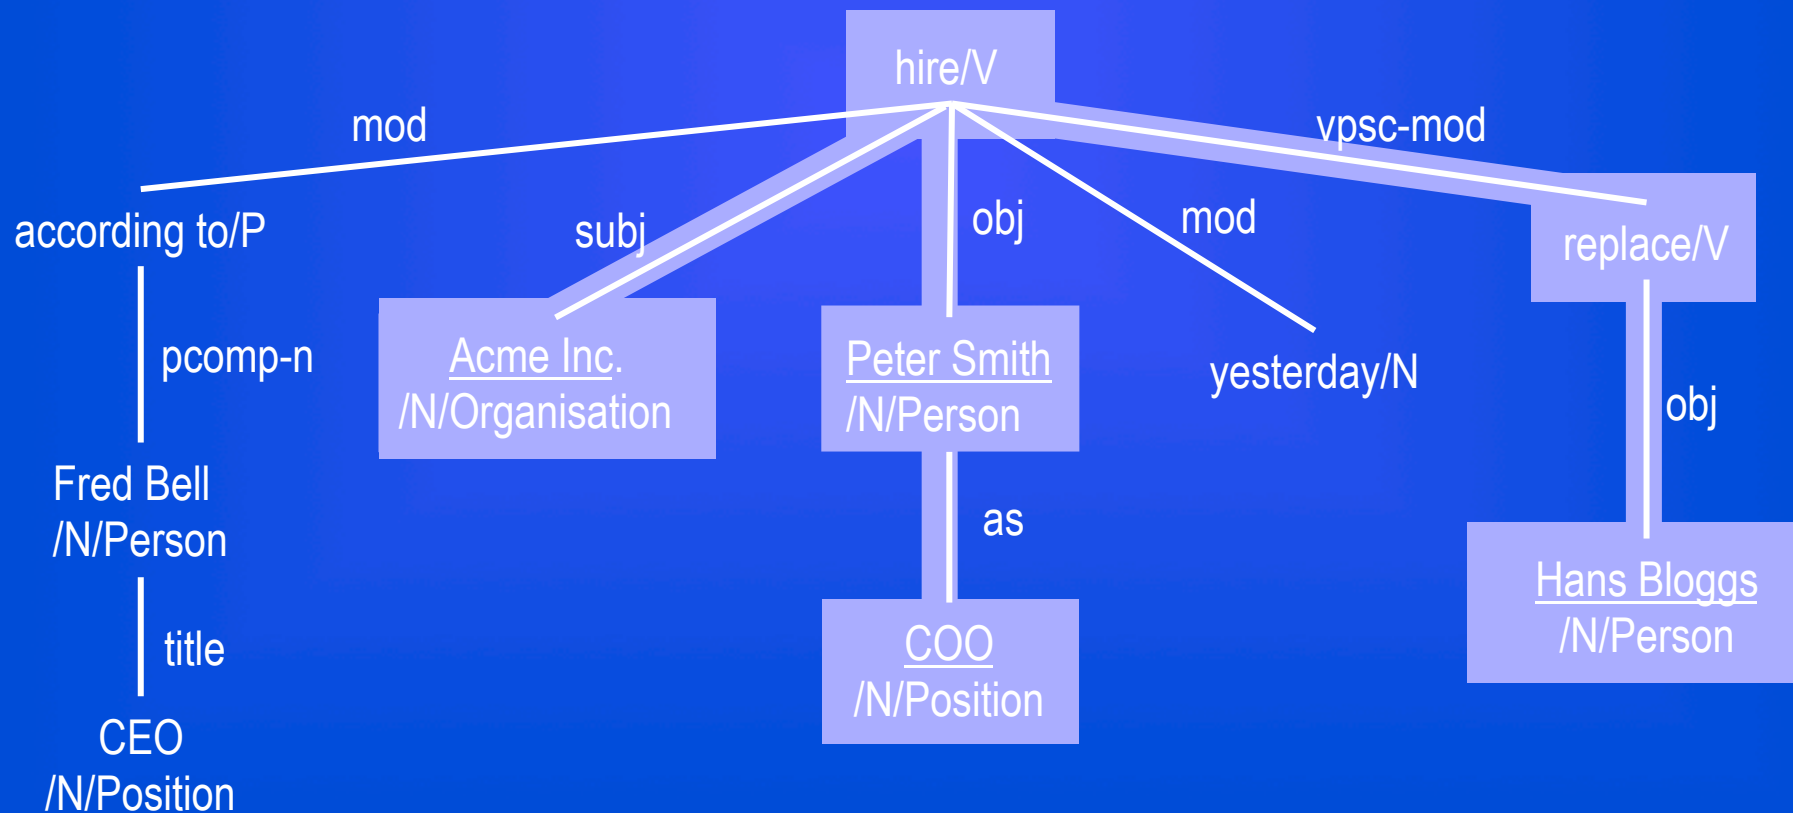 hire/V
mod
vpsc-mod
according to/P
subj
obj
mod
replace/V
pcomp-n
Acme Inc.
/N/Organisation
Peter Smith
/N/Person
yesterday/N
obj
Fred Bell
/N/Person
as
Hans Bloggs
/N/Person
title
COO
/N/Position
CEO
/N/Position